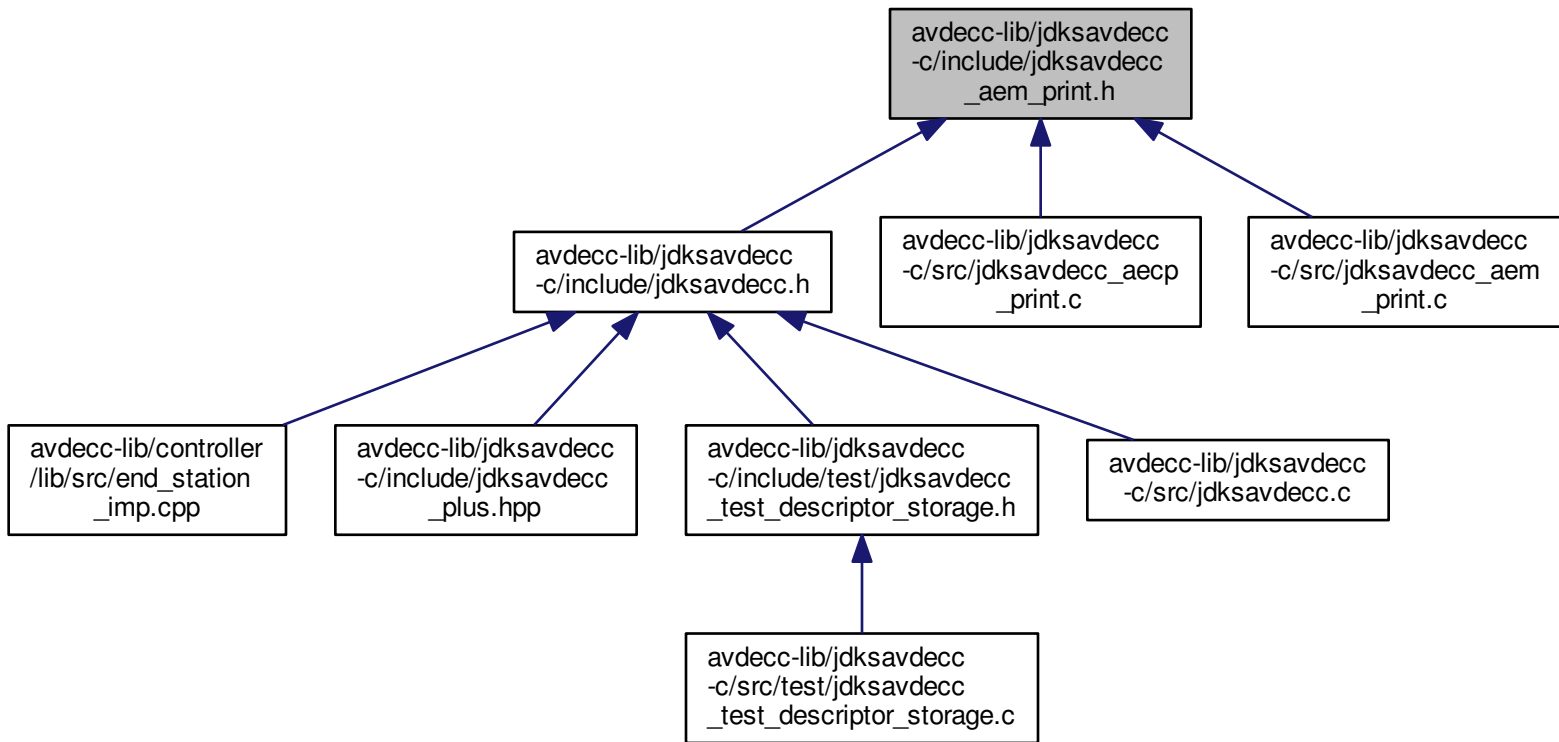 avdecc-lib/jdksavdecc
-c/include/jdksavdecc
_aem_print.h
avdecc-lib/jdksavdecc
-c/include/jdksavdecc.h
avdecc-lib/jdksavdecc
-c/src/jdksavdecc_aecp
_print.c
avdecc-lib/jdksavdecc
-c/src/jdksavdecc_aem
_print.c
avdecc-lib/controller
/lib/src/end_station
_imp.cpp
avdecc-lib/jdksavdecc
-c/include/jdksavdecc
_plus.hpp
avdecc-lib/jdksavdecc
-c/include/test/jdksavdecc
_test_descriptor_storage.h
avdecc-lib/jdksavdecc
-c/src/jdksavdecc.c
avdecc-lib/jdksavdecc
-c/src/test/jdksavdecc
_test_descriptor_storage.c